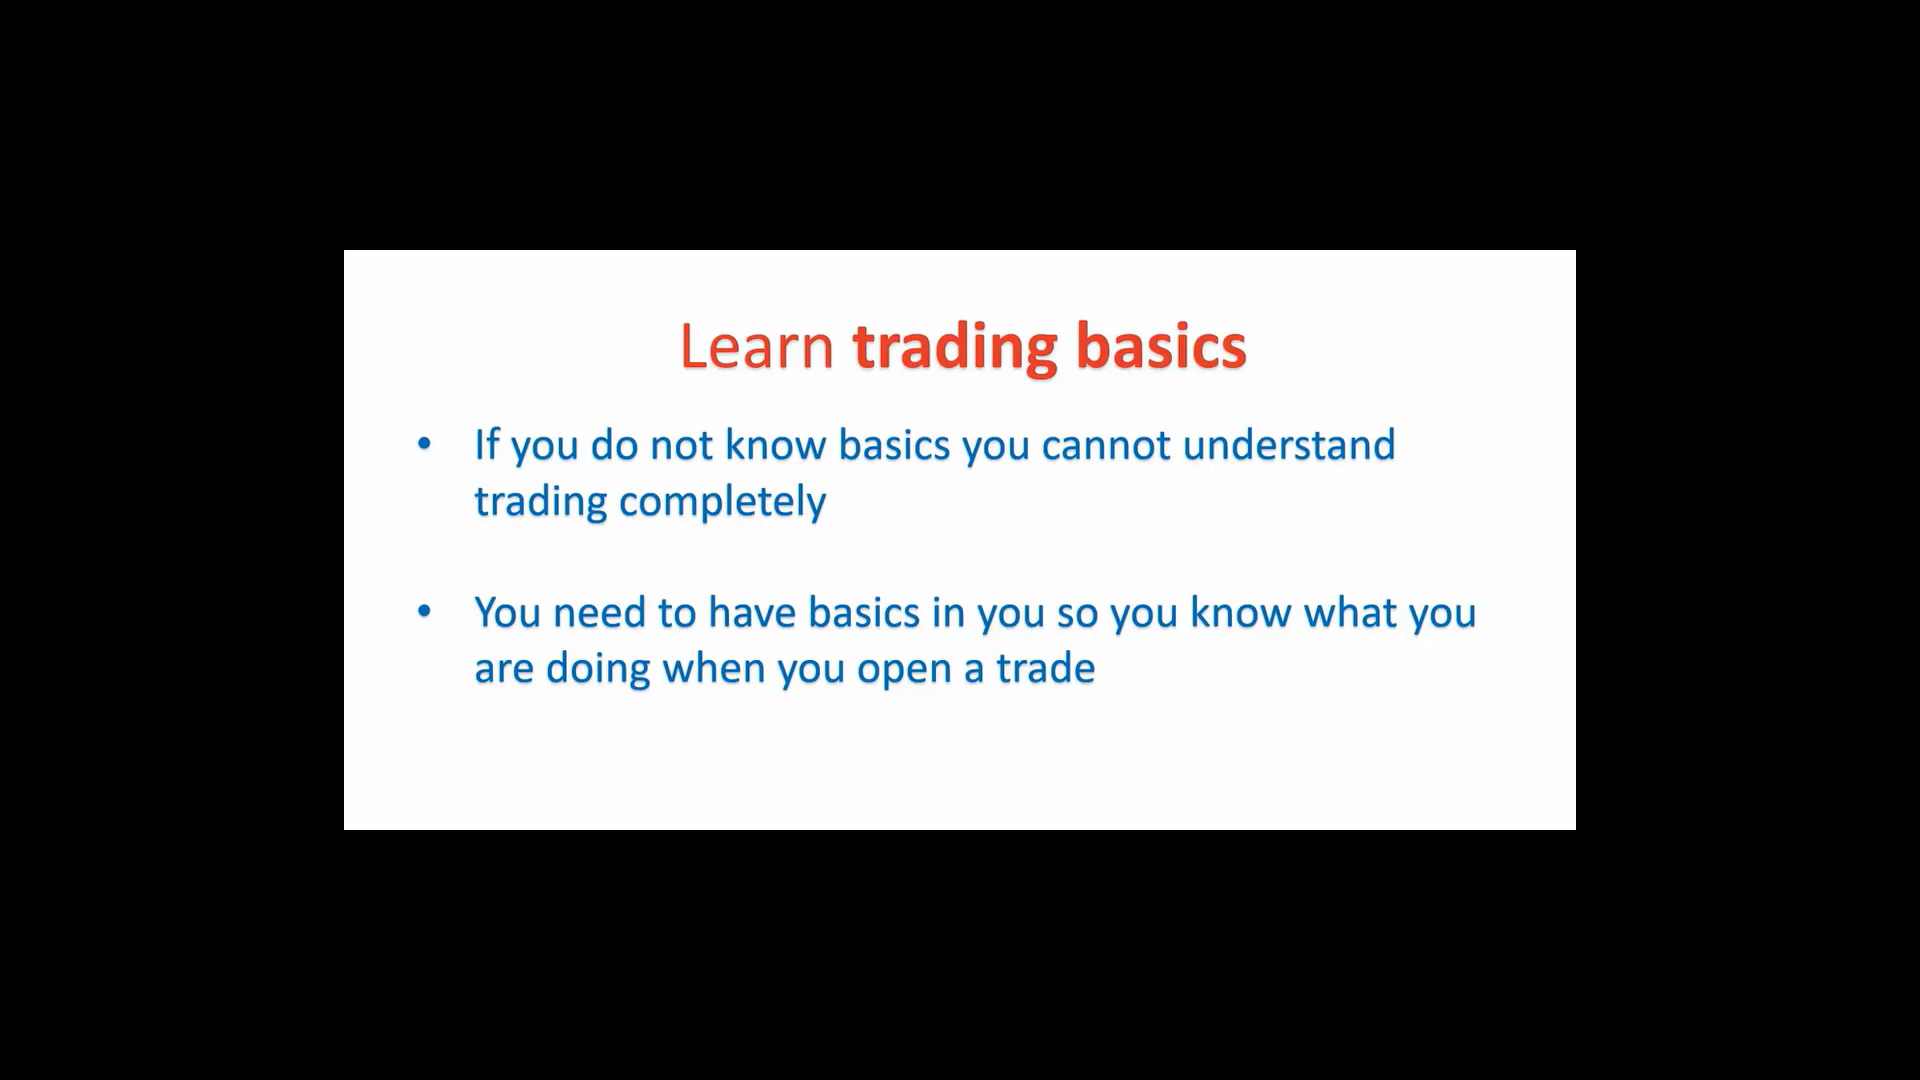 Learn trading basics
• If you do not know basics you cannot understand
trading completely
• You need to have basics in you so you know what you
are doing when you open a trade